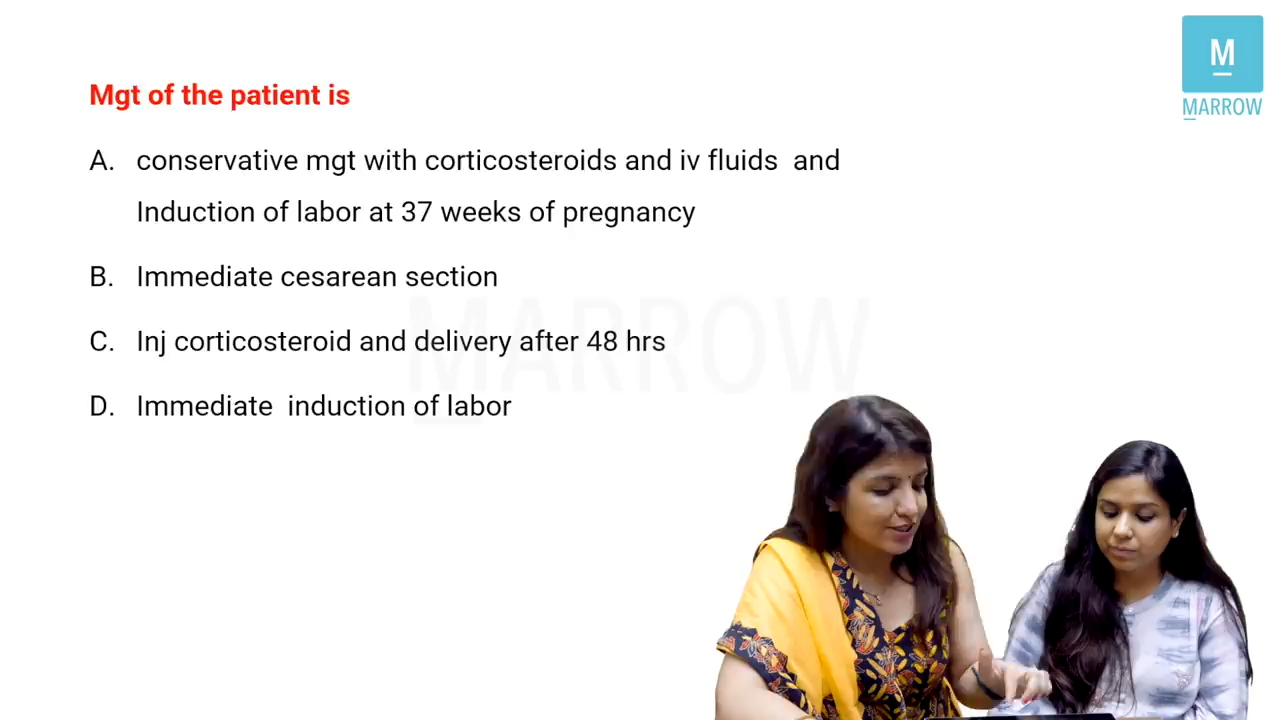 M
MARROW
Mgt of the patient is
A. conservative mgt with corticosteroids and iv fluids and
Induction of labor at 37 weeks of pregnancy
B. Immediate cesarean section
C. Inj corticosteroid and delivery after 48 hrs
D. Immediate induction of labor
MARROW